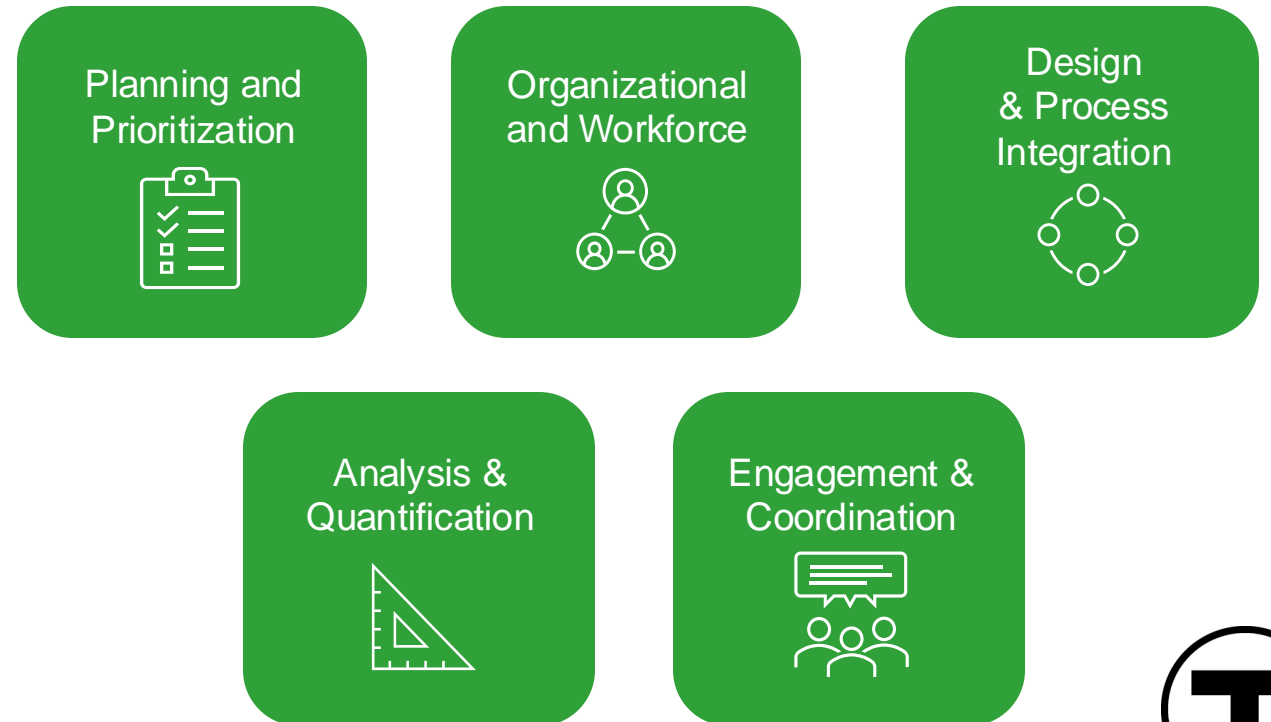 Planning and
Prioritization
Organizational
and Workforce
Design
& Process
Integration
Analysis &
Quantification
Engagement &
Coordination
T